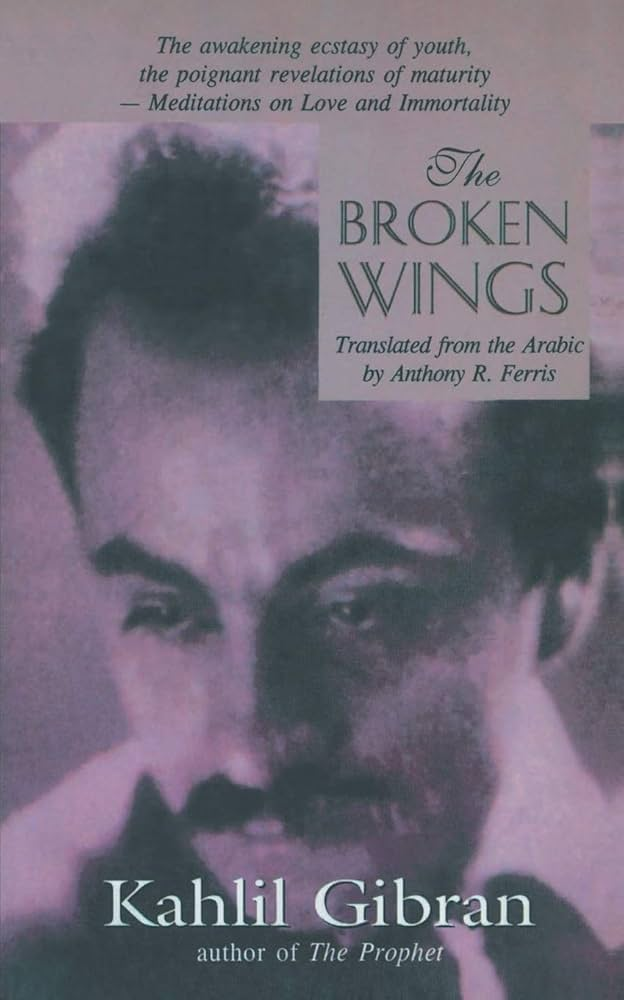 The awakening ecstasy of youth,
the poignant revelations of maturity
— Meditations on Love and Immortality
The
BROKEN
WINGS
Translated from the Arabic
by Anthony R. Ferris
Kahlil Gibran
author of The Prophet